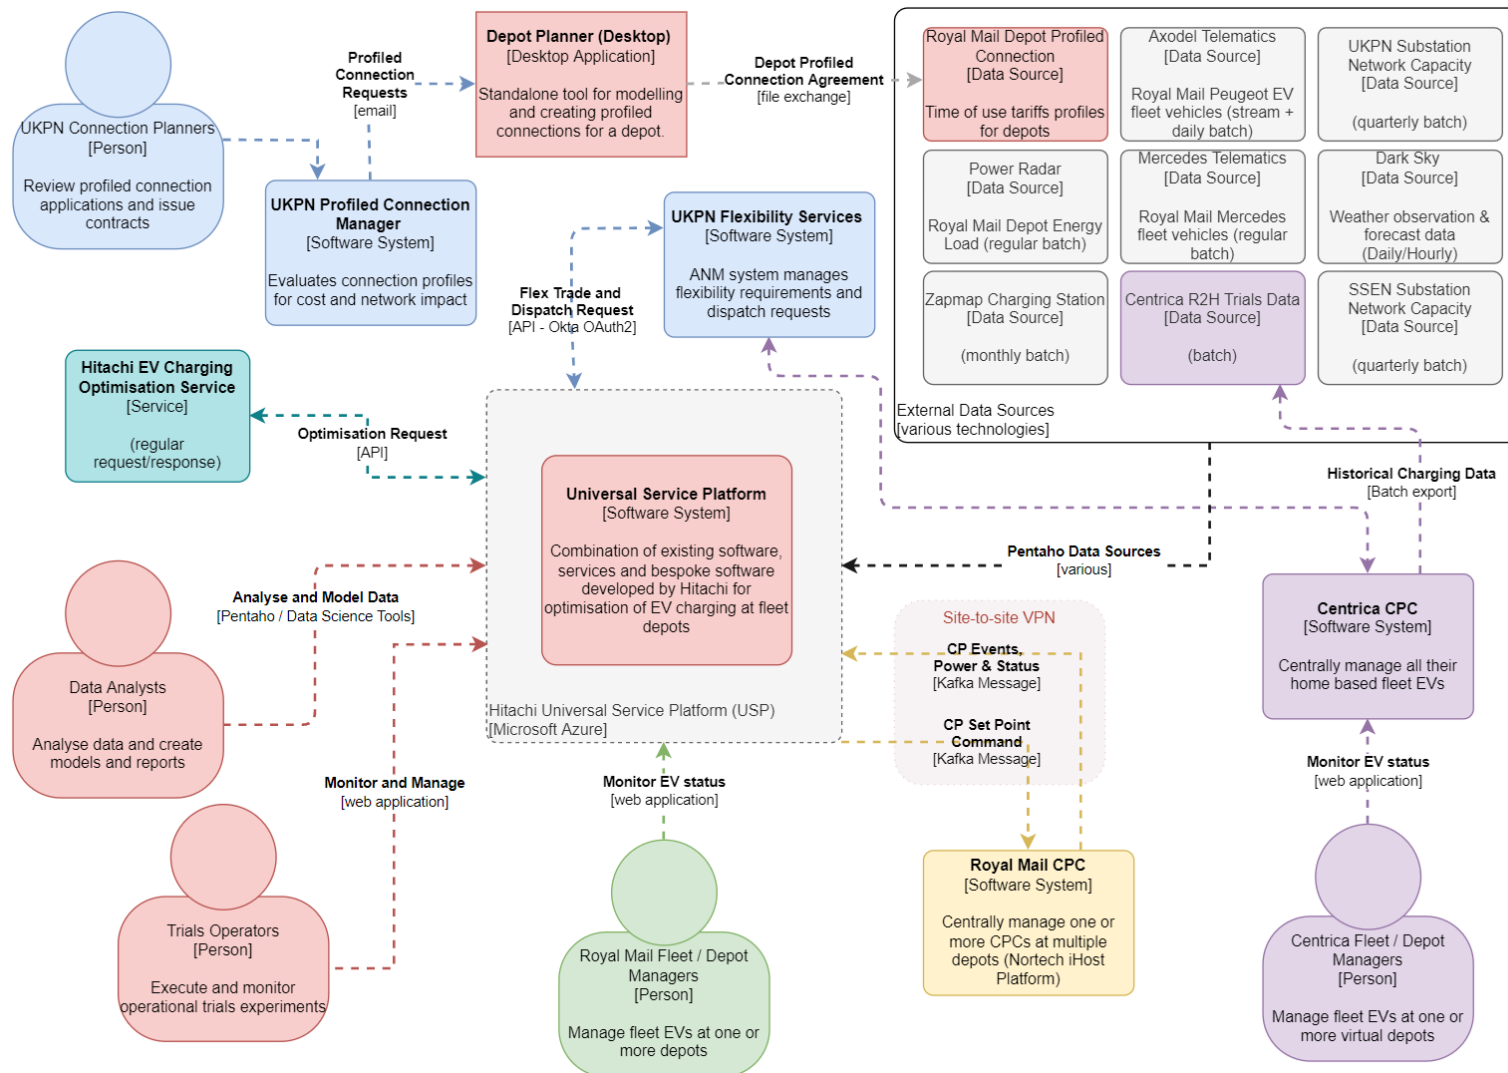 UKPN Connection Planners
[Person]
Review profiled connection
applications and issue
contracts
Profiled
Connection
Requests
[email]
UKPN Profiled Connection
Manager
[Software System]
Evaluates connection profiles
for cost and network impact
Depot Planner (Desktop)
[Desktop Application]
Standalone tool for modelling
and creating profiled
connections for a depot.
Depot Profiled
Connection Agreement
[file exchange]
Royal Mail Depot Profiled
Connection
[Data Source]
Time of use tariffs profiles
for depots
Axodel Telematics
[Data Source]
Royal Mail Peugeot EV
fleet vehicles (stream +
daily batch)
UKPN Substation
Network Capacity
[Data Source]
(quarterly batch)
Power Radar
[Data Source]
Royal Mail Depot Energy
Load (regular batch)
Mercedes Telematics
[Data Source]
Royal Mail Mercedes
fleet vehicles (regular
batch)
Dark Sky
[Data Source]
Weather observation &
forecast data
(Daily/Hourly)
Zapmap Charging Station
[Data Source]
(monthly batch)
Centrica R2H Trials Data
[Data Source]
(batch)
SSEN Substation
Network Capacity
[Data Source]
(quarterly batch)
External Data Sources
[various technologies]
UKPN Flexibility Services
[Software System]
ANM system manages
flexibility requirements and
dispatch requests
Flex Trade and
Dispatch Request
[API - Okta OAuth2]
Hitachi EV Charging
Optimisation Service
[Service]
(regular
request/response)
Optimisation Request
[API]
Universal Service Platform
[Software System]
Combination of existing software,
services and bespoke software
developed by Hitachi for
optimisation of EV charging at fleet
depots
Hitachi Universal Service Platform (USP)
[Microsoft Azure]
Historical Charging Data
[Batch export]
Pentaho Data Sources
[various]
Site-to-site VPN
CP Events,
Power & Status
[Kafka Message]
CP Set Point
Command
[Kafka Message]
Centrica CPC
[Software System]
Centrally manage all their
home based fleet EVs
Analyse and Model Data
[Pentaho / Data Science Tools]
Data Analysts
[Person]
Analyse data and create
models and reports
Monitor and Manage
[web application]
Trials Operators
[Person]
Execute and monitor
operational trials experiments
Monitor EV status
[web application]
Royal Mail Fleet / Depot
Managers
[Person]
Manage fleet EVs at one or
more depots
Royal Mail CPC
[Software System]
Centrally manage one or
more CPCs at multiple
depots (Nortech iHost
Platform)
Monitor EV status
[web application]
Centrica Fleet / Depot
Managers
[Person]
Manage fleet EVs at one or
more virtual depots